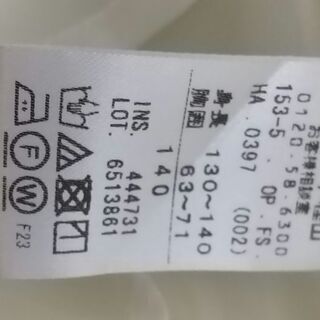 お客様相談室
0120.58.6300
153-5 . OP .FS.
HA .0397 (002)
身長 130~140
胸囲 63~71
140
INS. 444731
LOT. 6513861
F
W
F23